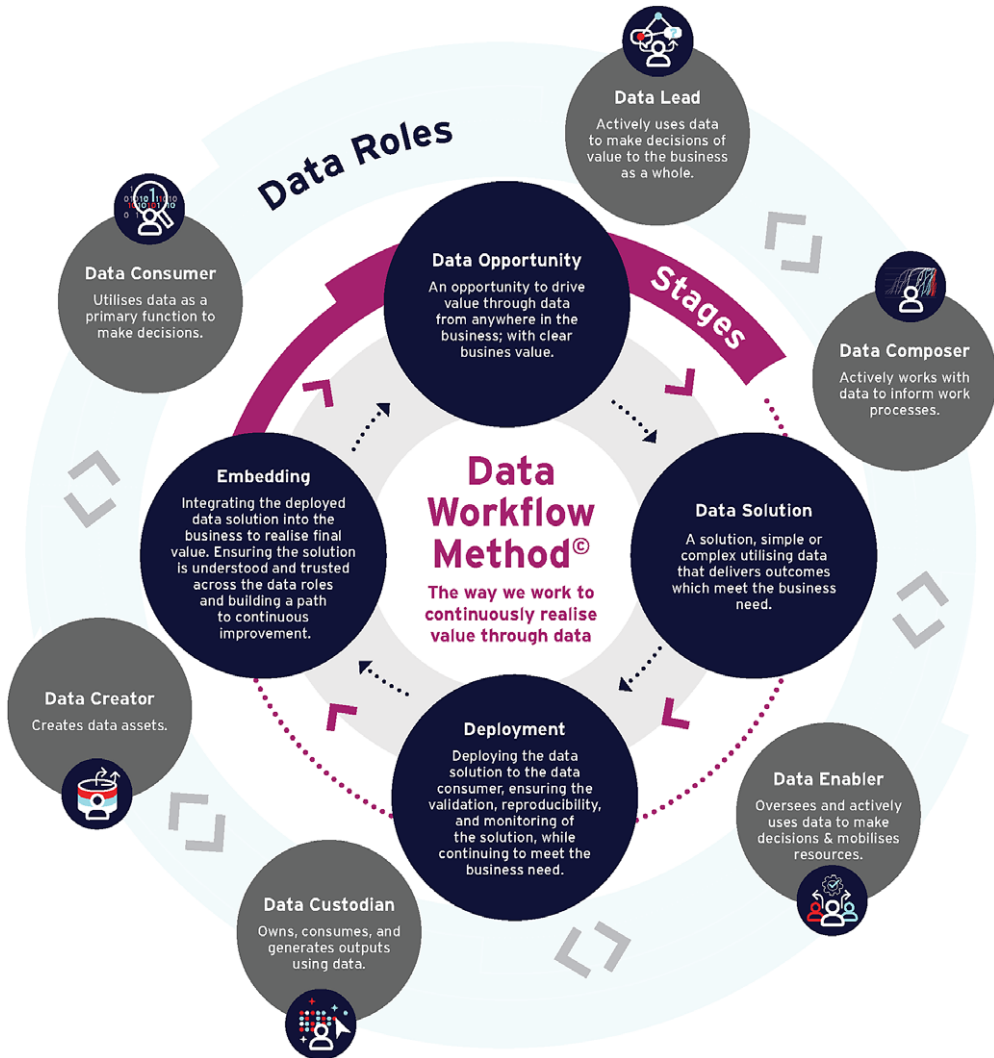 Data Roles
Data Lead
Actively uses data
to make decisions of
value to the business
as a whole.
Data Consumer
Utilises data as a
primary function to
make decisions.
Data Opportunity
An opportunity to drive
value through data
from anywhere in the
business; with clear
busines value.
Stages
Data Composer
Actively works with
data to inform work
processes.
Embedding
Integrating the deployed
data solution into the
business to realise final
value. Ensuring the solution
is understood and trusted
across the data roles
and building a path
to continuous
improvement.
Data
Workflow
Method©
The way we work to
continuously realise
value through data
Data Solution
A solution, simple or
complex utilising data
that delivers outcomes
which meet the business
need.
Data Creator
Creates data assets.
Deployment
Deploying the data
solution to the data
consumer, ensuring the
validation, reproducibility,
and monitoring of
the solution, while
continuing to meet the
business need.
Data Enabler
Oversees and actively
uses data to make
decisions & mobilises
resources.
Data Custodian
Owns, consumes, and
generates outputs
using data.